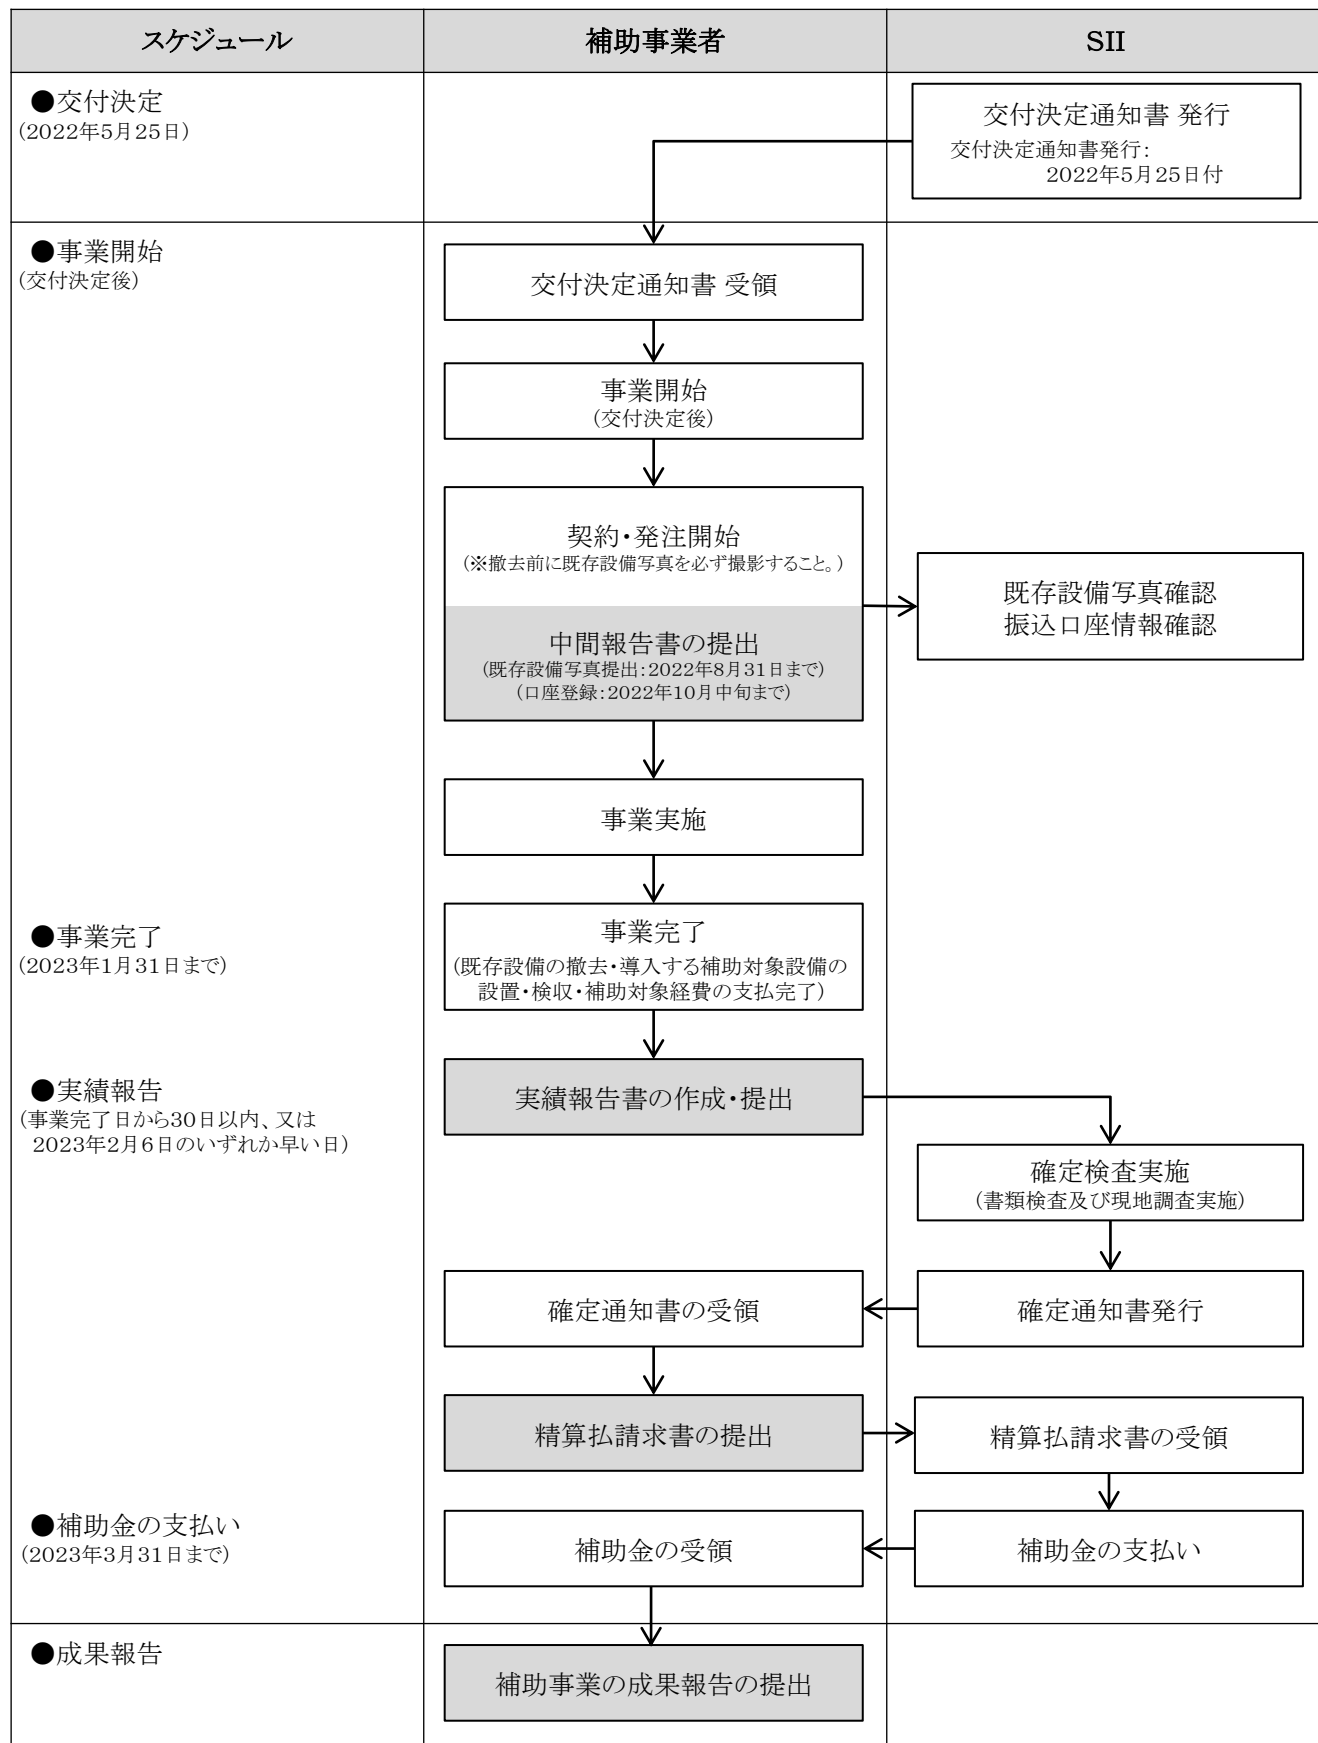 スケジュール
補助事業者
SII
●交付決定
(2022年5月25日)
交付決定通知書 発行
交付決定通知書発行：
2022年5月25日付
●事業開始
(交付決定後)
交付決定通知書 受領
事業開始
(交付決定後)
契約・発注開始
(※撤去前に既存設備写真を必ず撮影すること。)
中間報告書の提出
(既存設備写真提出：2022年8月31日まで)
(口座登録：2022年10月中旬まで)
既存設備写真確認
振込口座情報確認
事業実施
●事業完了
(2023年1月31日まで)
事業完了
(既存設備の撤去・導入する補助対象設備の
設置・検収・補助対象経費の支払完了)
●実績報告
(事業完了日から30日以内、又は
2023年2月6日のいずれか早い日)
実績報告書の作成・提出
確定検査実施
(書類検査及び現地調査実施)
確定通知書の受領
確定通知書発行
精算払請求書の提出
精算払請求書の受領
●補助金の支払い
(2023年3月31日まで)
補助金の受領
補助金の支払い
●成果報告
補助事業の成果報告の提出